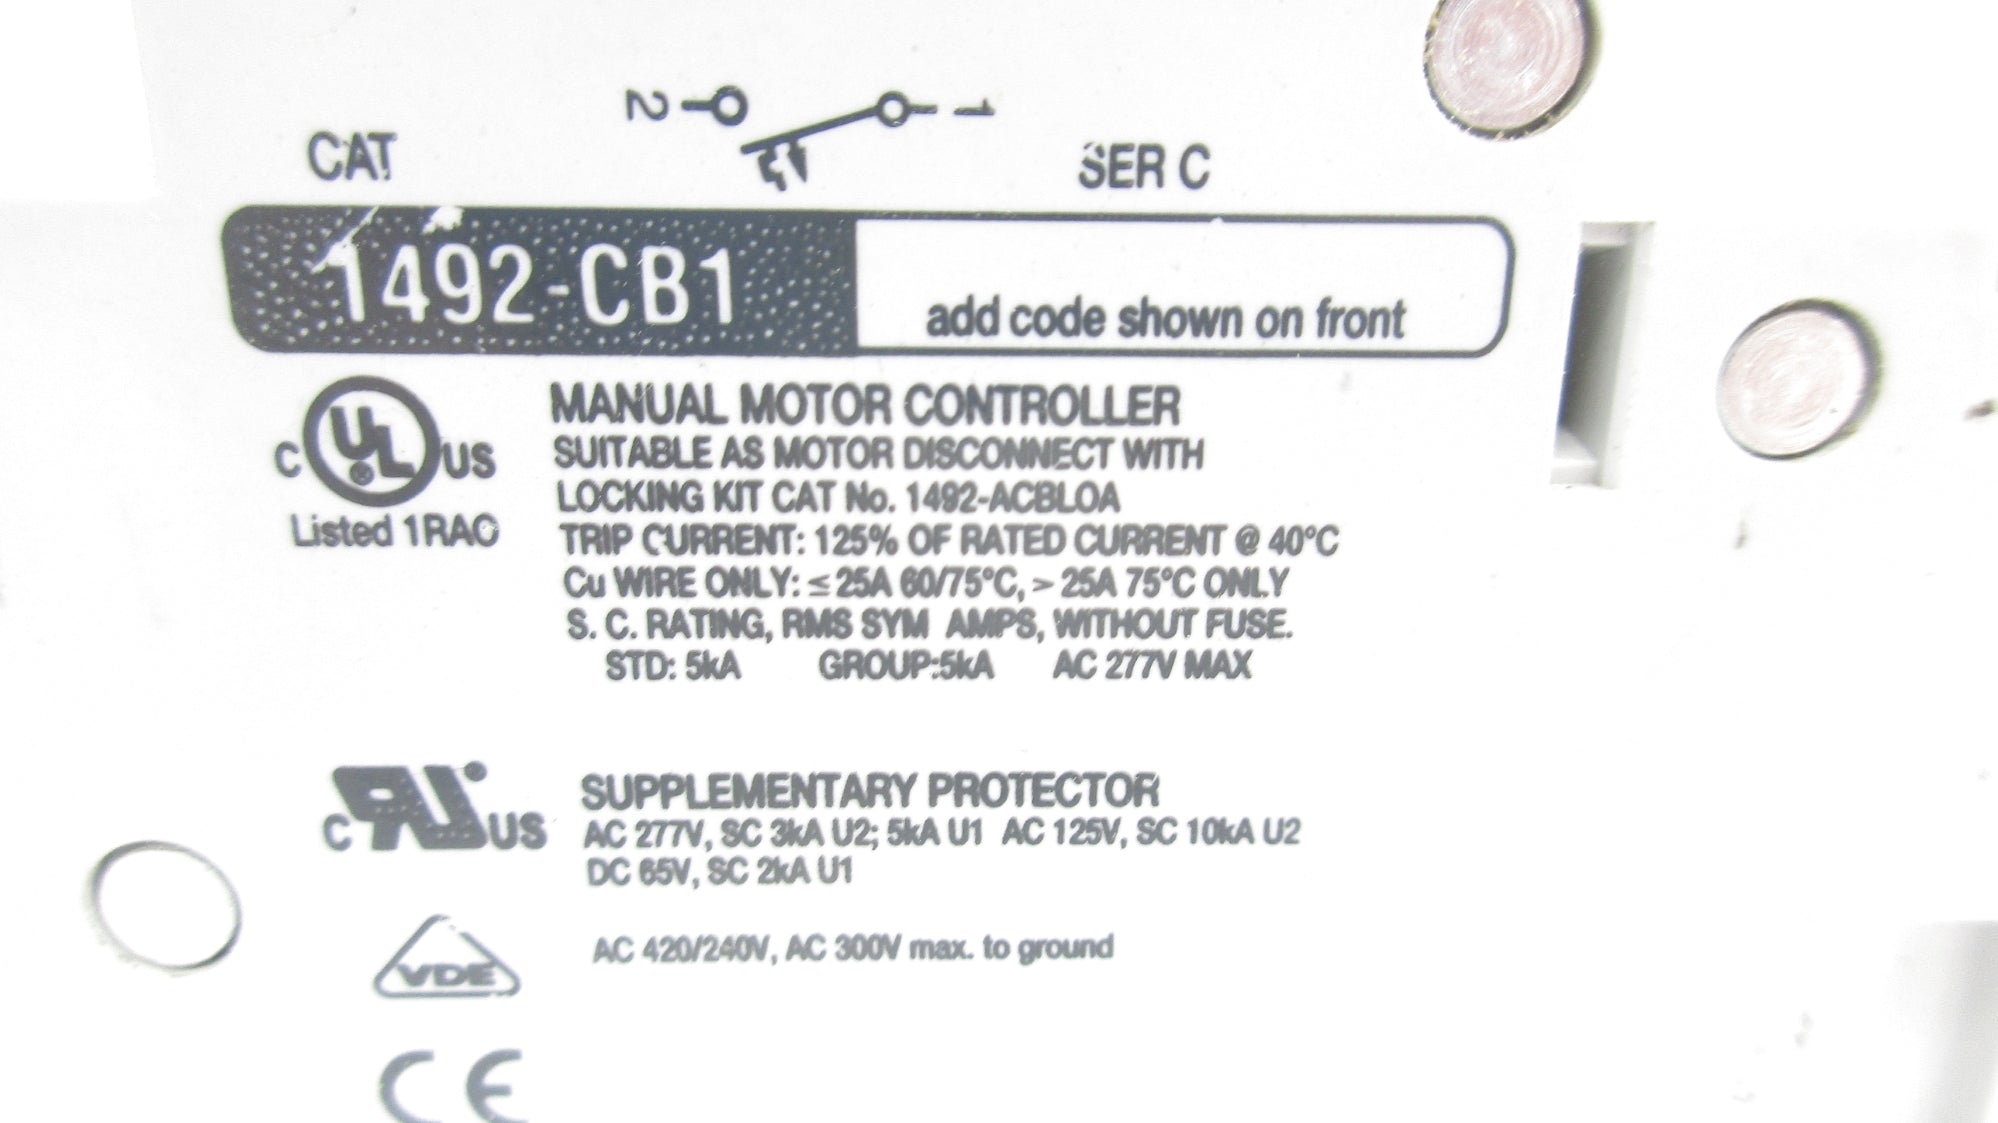 2 1
CAT SER C
1492-CB1 add code shown on front
MANUAL MOTOR CONTROLLER
C UL ® US SUITABLE AS MOTOR DISCONNECT WITH
LOCKING KIT CAT No. 1492-ACBLOA
Listed 1RAC TRIP CURRENT: 125% OF RATED CURRENT @ 40°C
Cu WIRE ONLY: ≤ 25A 60/75°C, > 25A 75°C ONLY
S. C. RATING, RMS SYM AMPS, WITHOUT FUSE.
STD: 5kA GROUP:5kA AC 277V MAX
SUPPLEMENTARY PROTECTOR
C RU US AC 277V, SC 3kA U2; 5kA U1 AC 125V, SC 10kA U2
DC 65V, SC 2kA U1
VDE AC 420/240V, AC 300V max. to ground
CE